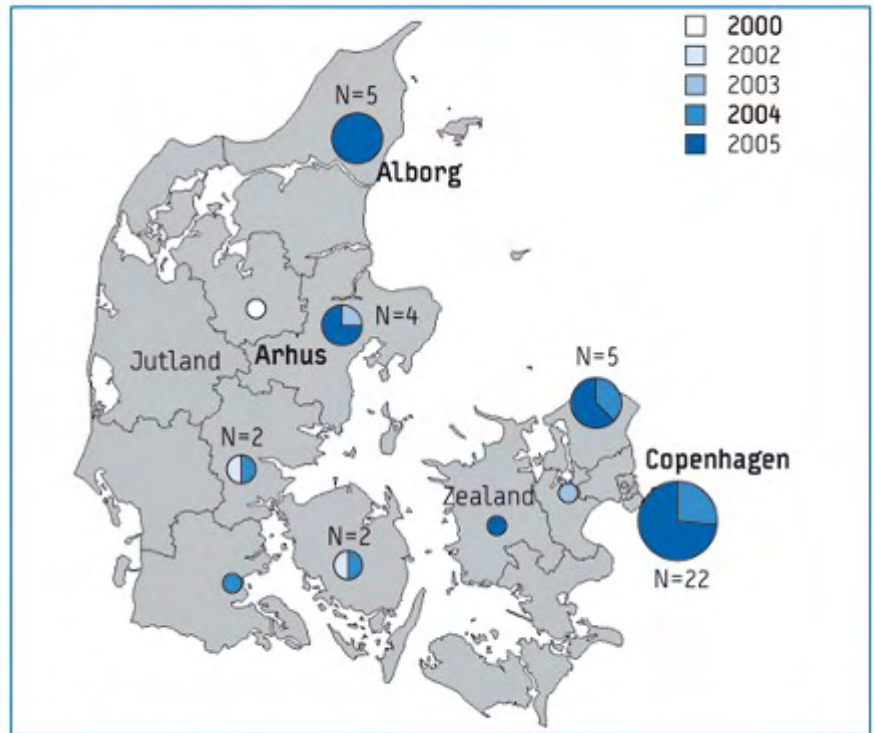 2000
2002
2003
2004
2005
N=5
Alborg
N=4
Arhus
Jutland
N=5
Copenhagen
N=2
Zealand
N=2
N=22